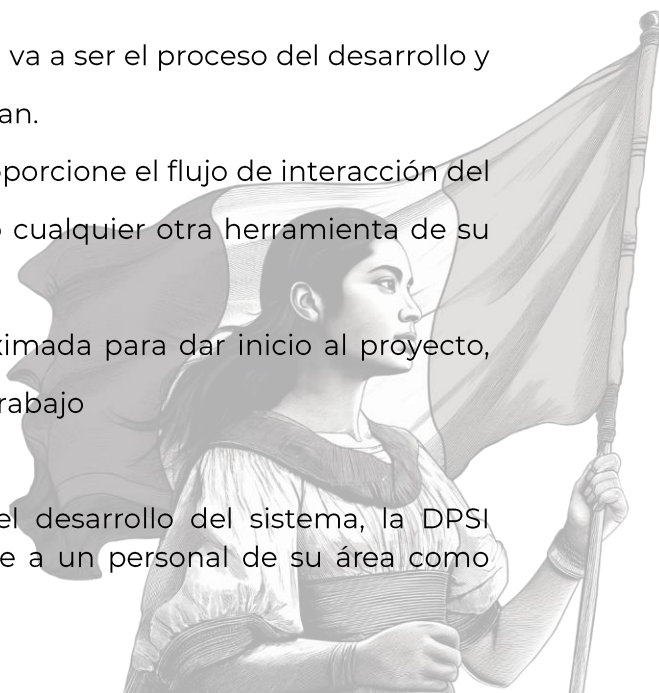 va a ser el proceso del desarrollo y
an.
porcione el flujo de interacción del
cualquier otra herramienta de su
imada para dar inicio al proyecto,
rabajo
el desarrollo del sistema, la DPSI
e a un personal de su área como